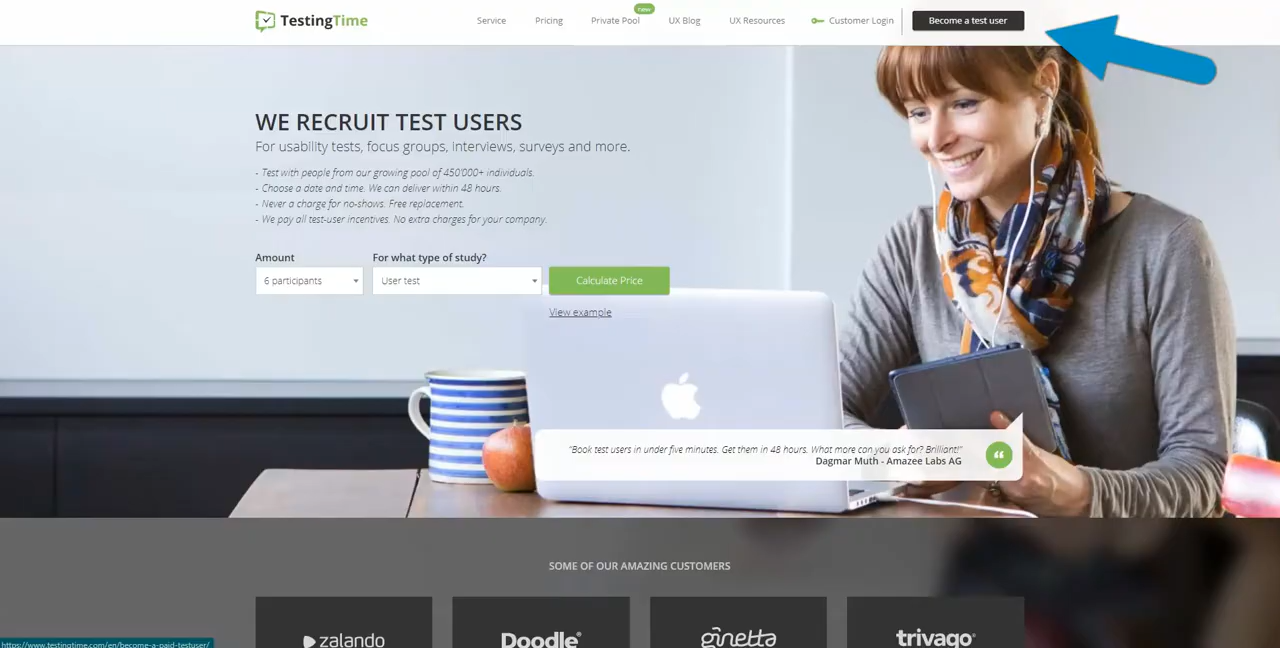 TestingTime
Service
Pricing
Private Pool
new
UX Blog
UX Resources
Customer Login
Become a test user
WE RECRUIT TEST USERS
For usability tests, focus groups, interviews, surveys and more.
- Test with people from our growing pool of 450'000+ individuals.
- Choose a date and time. We can deliver within 48 hours.
- Never a charge for no-shows. Free replacement.
- We pay all test-user incentives. No extra charges for your company.
Amount
For what type of study?
6 participants
User test
Calculate Price
View example
"Book test users in under five minutes. Get them in 48 hours. What more can you ask for? Brilliant!"
Dagmar Muth - Amazee Labs AG
SOME OF OUR AMAZING CUSTOMERS
zalando
Doodle®
ginetta
trivago®
https://www.testingtime.com/en/become-a-paid-testuser/